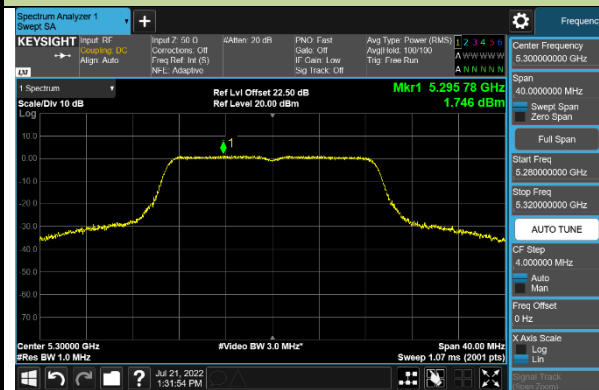 Spectrum Analyzer 1
Swept SA
+
Frequenc
KEYSIGHT
Input: RF
Coupling: DC
Align: Auto
Input Z: 50 Ω
Corrections: Off
Freq Ref: Int (S)
NFE: Adaptive
#Atten: 20 dB
PNO: Fast
Gate: Off
IF Gain: Low
Sig Track: Off
Avg Type: Power (RMS)
Avg|Hold: 100/100
Trig: Free Run
1 2 3 4 5 6
A W W W W W
A N N N N N
LXI
1 Spectrum
Scale/Div 10 dB
Log
Ref Lvl Offset 22.50 dB
Ref Level 20.00 dBm
Mkr1 5.295 78 GHz
1.746 dBm
10.0
0.00
-10.0
-20.0
-30.0
-40.0
-50.0
-60.0
-70.0
1
Center 5.30000 GHz
#Res BW 1.0 MHz
#Video BW 3.0 MHz*
Span 40.00 MHz
Sweep 1.07 ms (2001 pts)
Center Frequency
5.300000000 GHz
Span
40.0000000 MHz
Swept Span
Zero Span
Full Span
Start Freq
5.280000000 GHz
Stop Freq
5.320000000 GHz
AUTO TUNE
CF Step
4.000000 MHz
Auto
Man
Freq Offset
0 Hz
X Axis Scale
Log
Lin
Signal Track
(Span Zoom)
?
Jul 21, 2022
1:31:54 PM